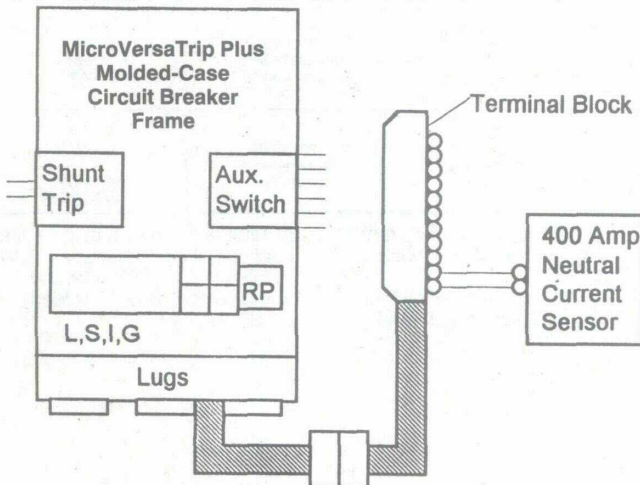 MicroVersaTrip Plus
Molded-Case
Circuit Breaker
Frame
Terminal Block
Shunt
Trip
Aux.
Switch
400 Amp
Neutral
Current
Sensor
RP
L,S,I,G
Lugs